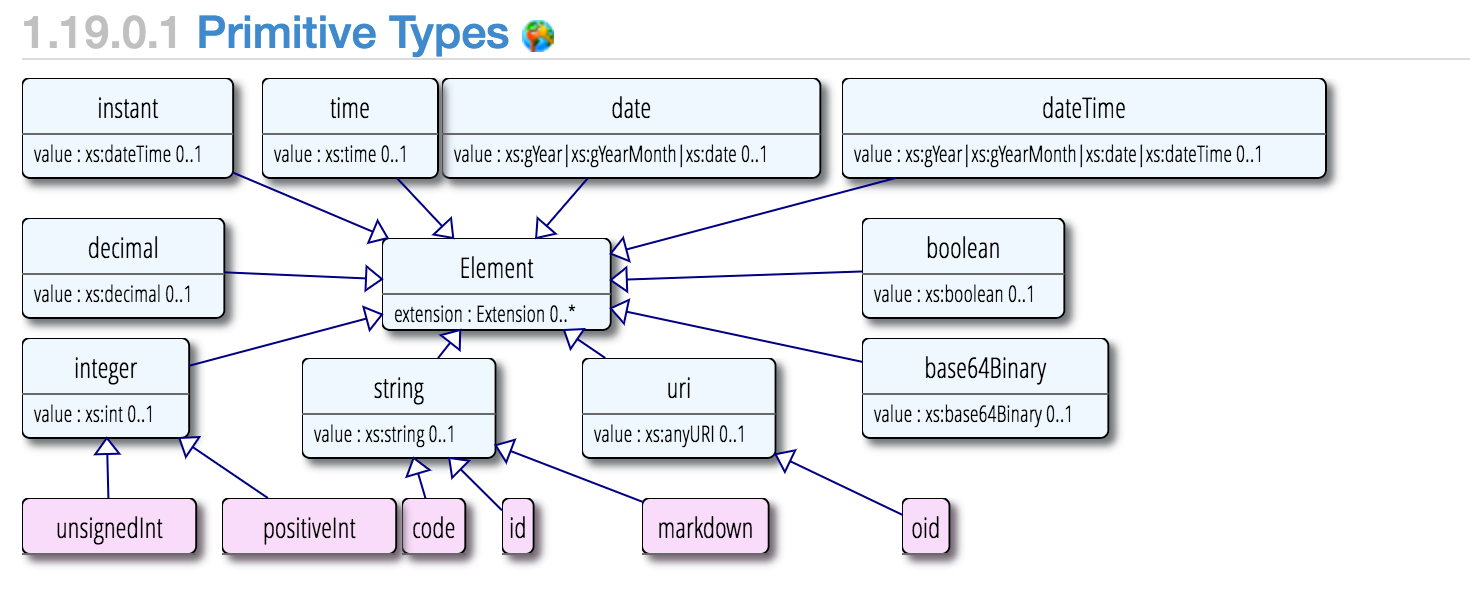 1.19.0.1 Primitive Types
instant
value : xs:dateTime 0..1
time
value : xs:time 0..1
date
value : xs:gYear|xs:gYearMonth|xs:date 0..1
dateTime
value : xs:gYear|xs:gYearMonth|xs:date|xs:dateTime 0..1
decimal
value : xs:decimal 0..1
Element
extension : Extension 0..*
boolean
value : xs:boolean 0..1
integer
value : xs:int 0..1
string
value : xs:string 0..1
uri
value : xs:anyURI 0..1
base64Binary
value : xs:base64Binary 0..1
unsignedInt
positiveInt
code
id
markdown
oid